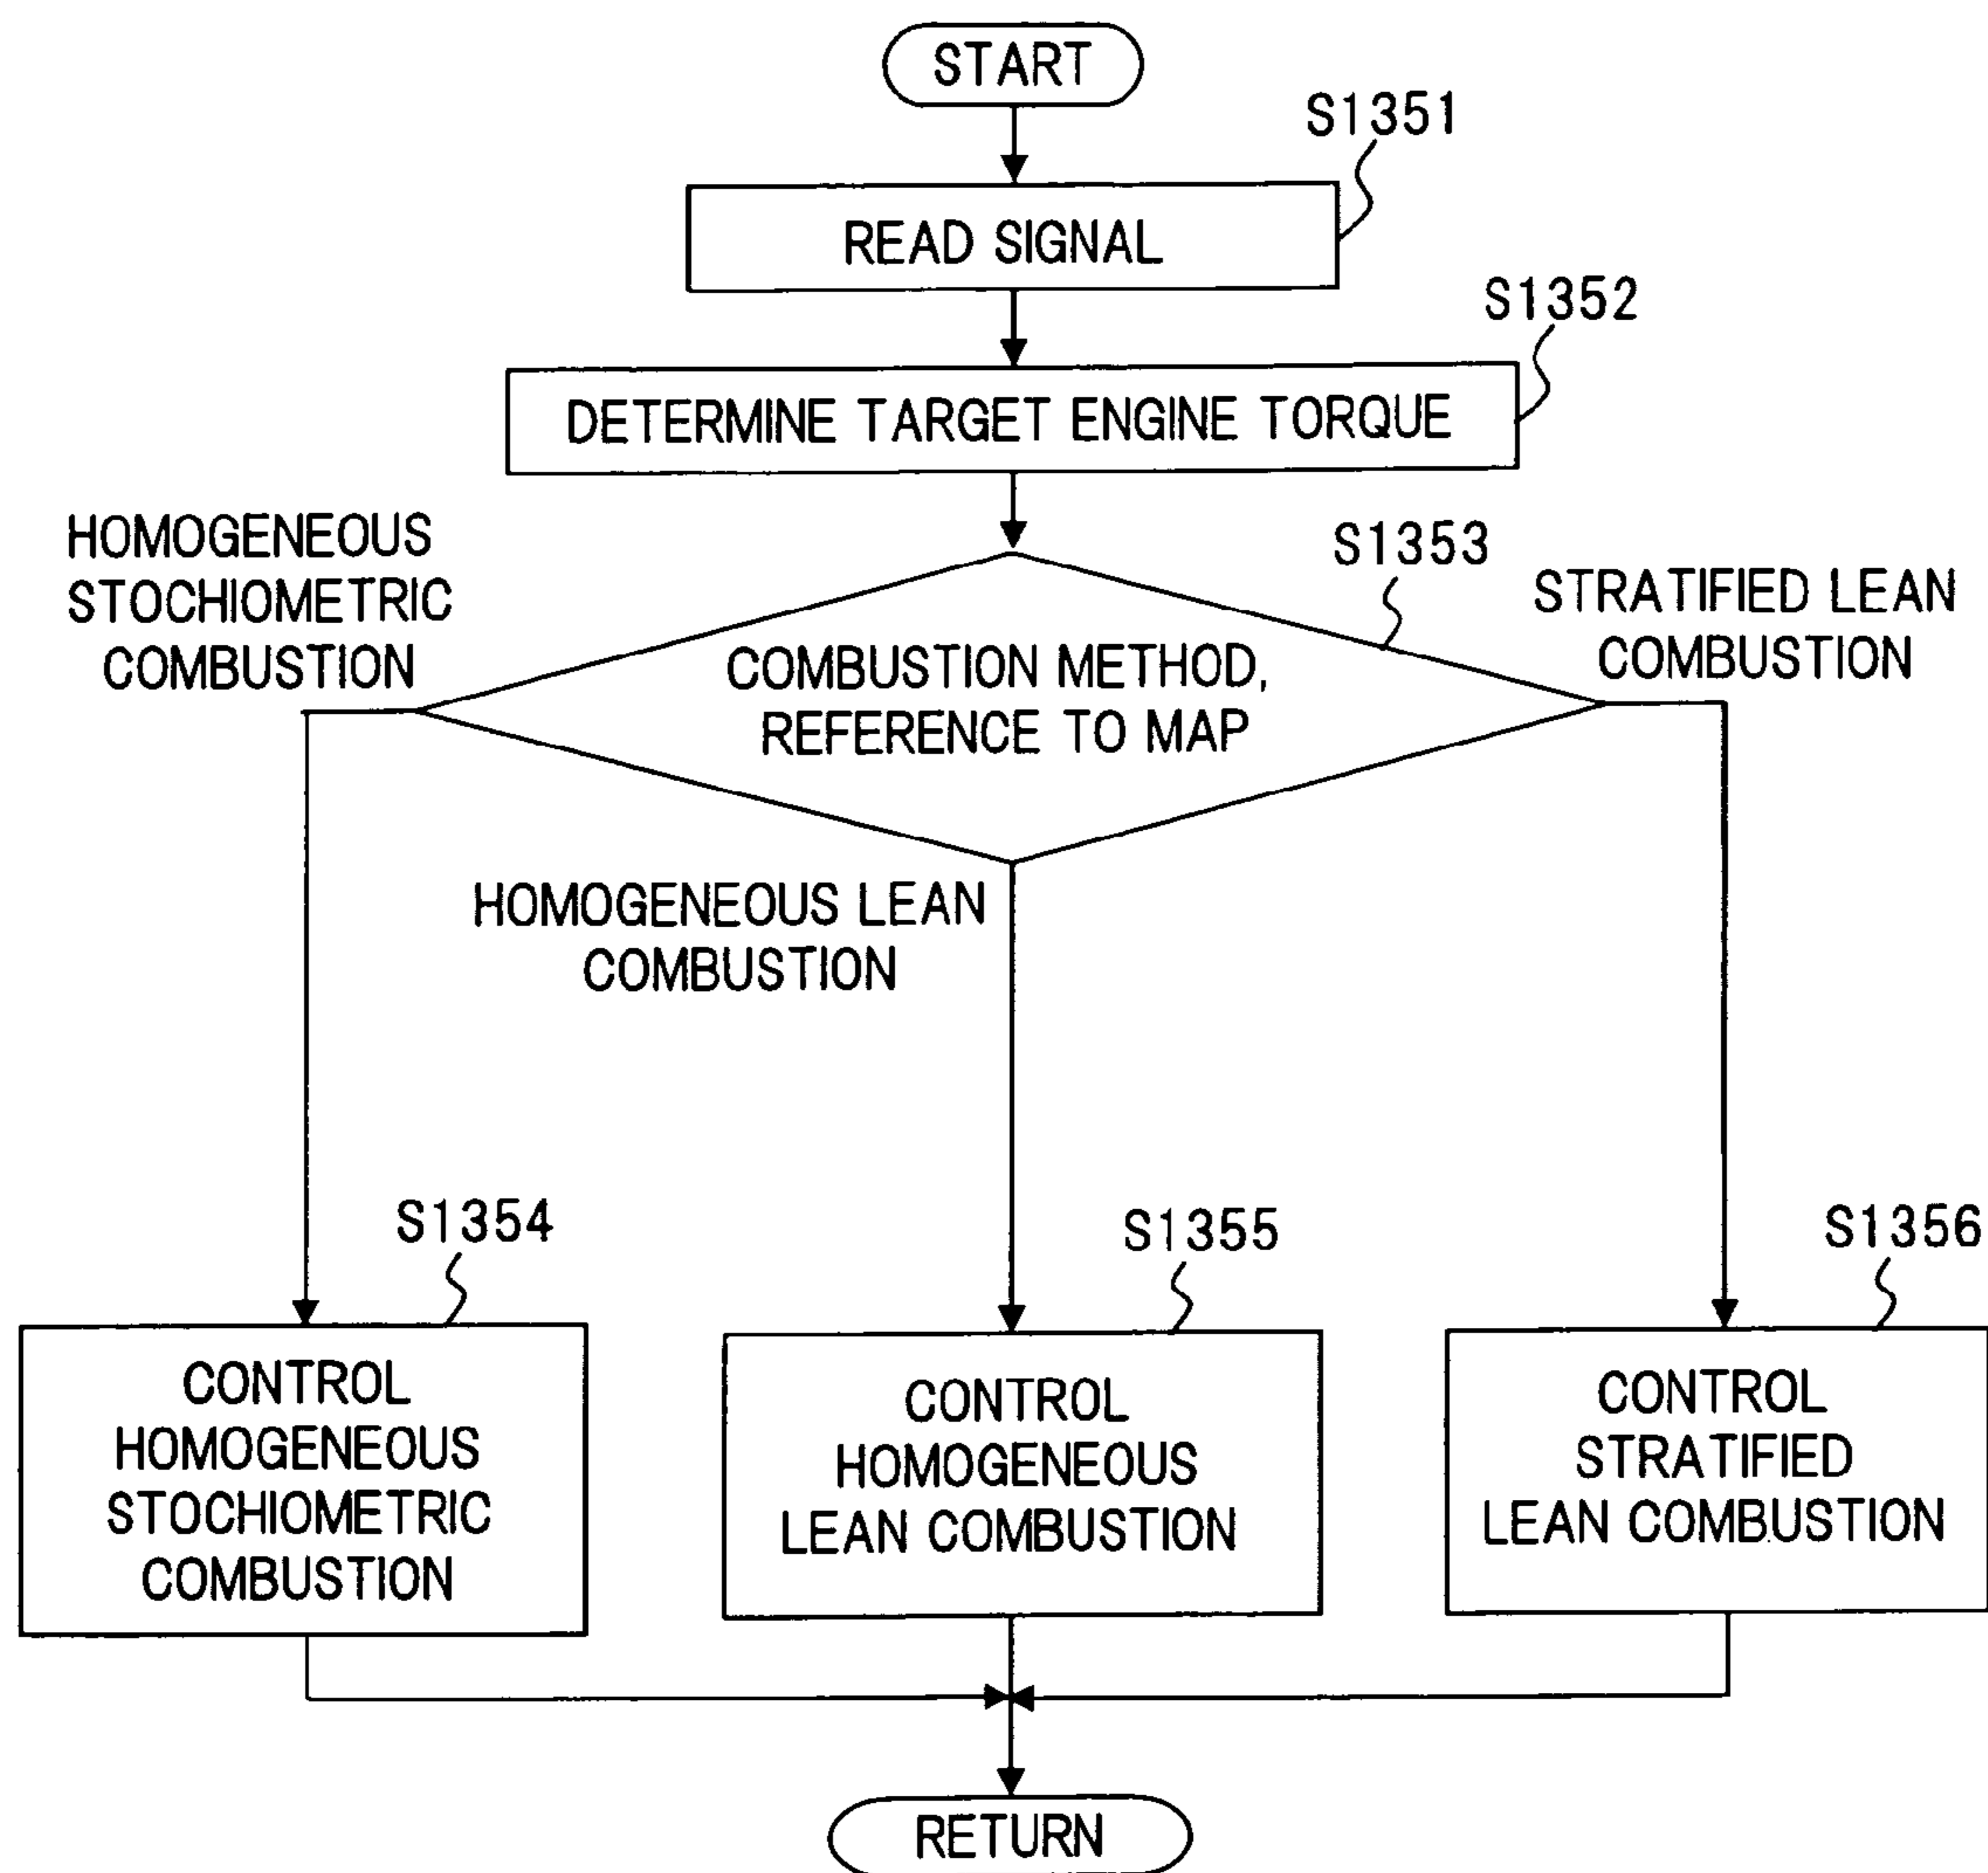 START
S1351
READ SIGNAL
S1352
DETERMINE TARGET ENGINE TORQUE
S1353
HOMOGENEOUS
STOCHIOMETRIC
COMBUSTION
COMBUSTION METHOD,
REFERENCE TO MAP
STRATIFIED LEAN
COMBUSTION
HOMOGENEOUS LEAN
COMBUSTION
S1354
CONTROL
HOMOGENEOUS
STOCHIOMETRIC
COMBUSTION
S1355
CONTROL
HOMOGENEOUS
LEAN COMBUSTION
S1356
CONTROL
STRATIFIED
LEAN COMBUSTION
RETURN